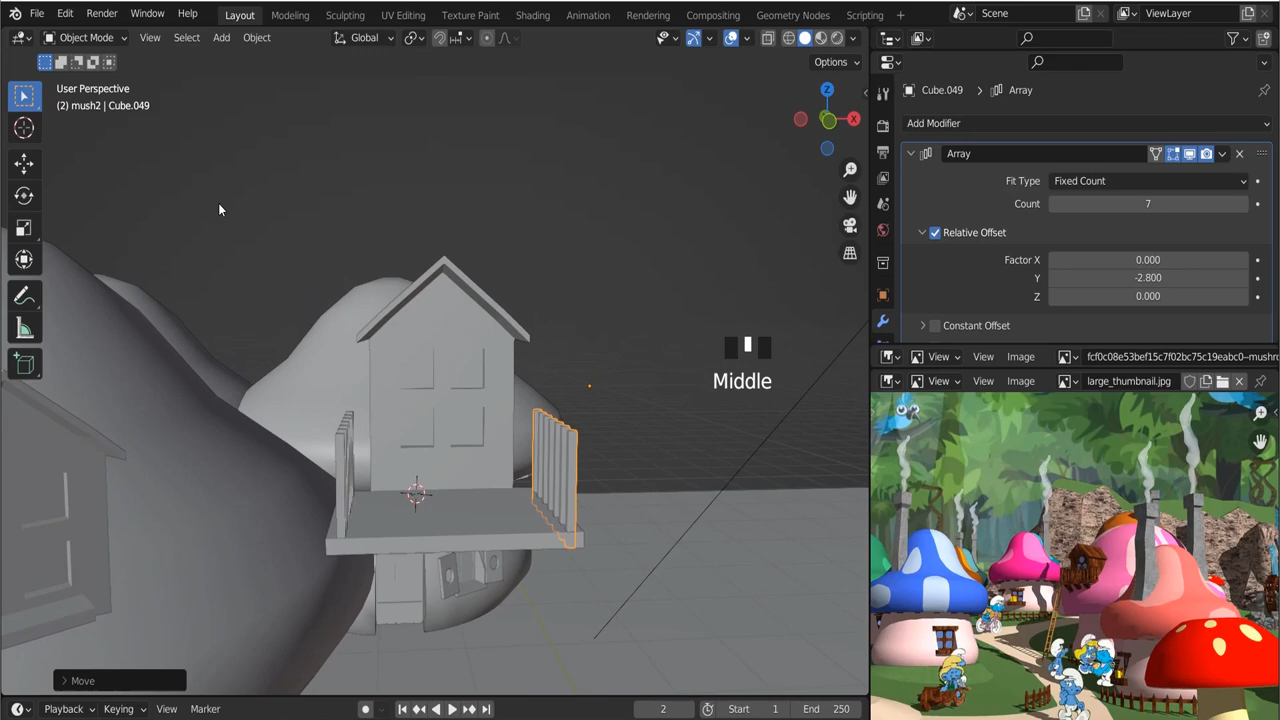 File Edit Render Window Help Layout Modeling Sculpting UV Editing Texture Paint Shading Animation Rendering Compositing Geometry Nodes Scripting + Scene ViewLayer
Object Mode View Select Add Object Global
Options
User Perspective
(2) mush2 | Cube.049
Z
X
Cube.049 > Array
Add Modifier
Array
Fit Type Fixed Count
Count 7
Relative Offset
Factor X 0.000
Y -2.800
Z 0.000
Constant Offset
View View Image fcf0c08e53bef15c7f02bc75c19eabc0--mushro
View View Image large_thumbnail.jpg
Middle
> Move
Playback Keying View Marker 2 Start 1 End 250